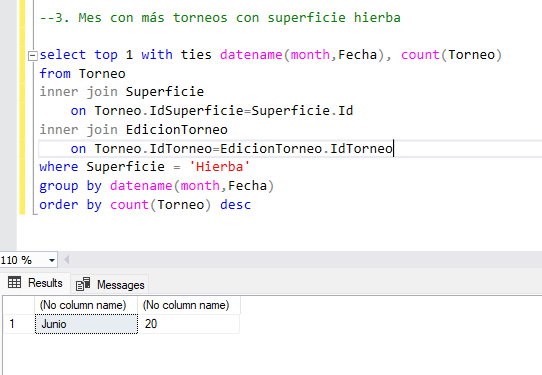 --3. Mes con más torneos con superficie hierba
select top 1 with ties datename(month,Fecha), count(Torneo)
from Torneo
inner join Superficie
on Torneo.IdSuperficie=Superficie.Id
inner join EdicionTorneo
on Torneo.IdTorneo=EdicionTorneo.IdTorneo
where Superficie = 'Hierba'
group by datename(month,Fecha)
order by count(Torneo) desc
110 %
Results Messages
(No column name) (No column name)
1 Junio 20